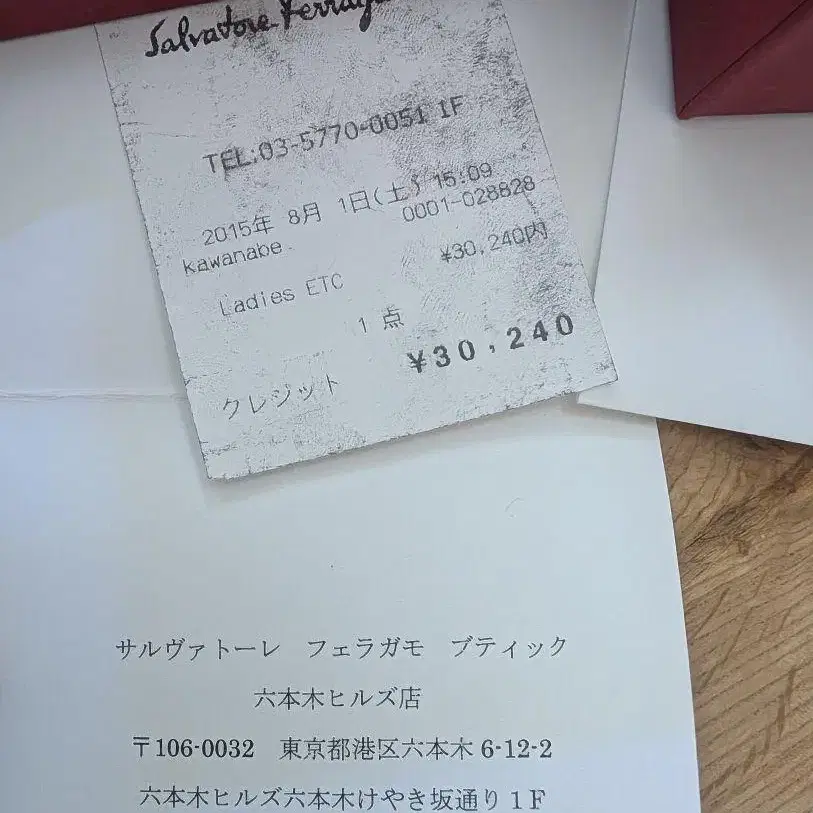 Salvatore Ferraga
TEL:03-5770-0051 1F
2015年 8月 1日(土) 15:09
kawanabe 0001-028828
Ladies ETC ¥30,240内
1 点
クレジット ¥30,240
サルヴァトーレ フェラガモ ブティック
六本木ヒルズ店
〒106-0032 東京都港区六本木 6-12-2
六本木ヒルズ六本木けやき坂通り 1F